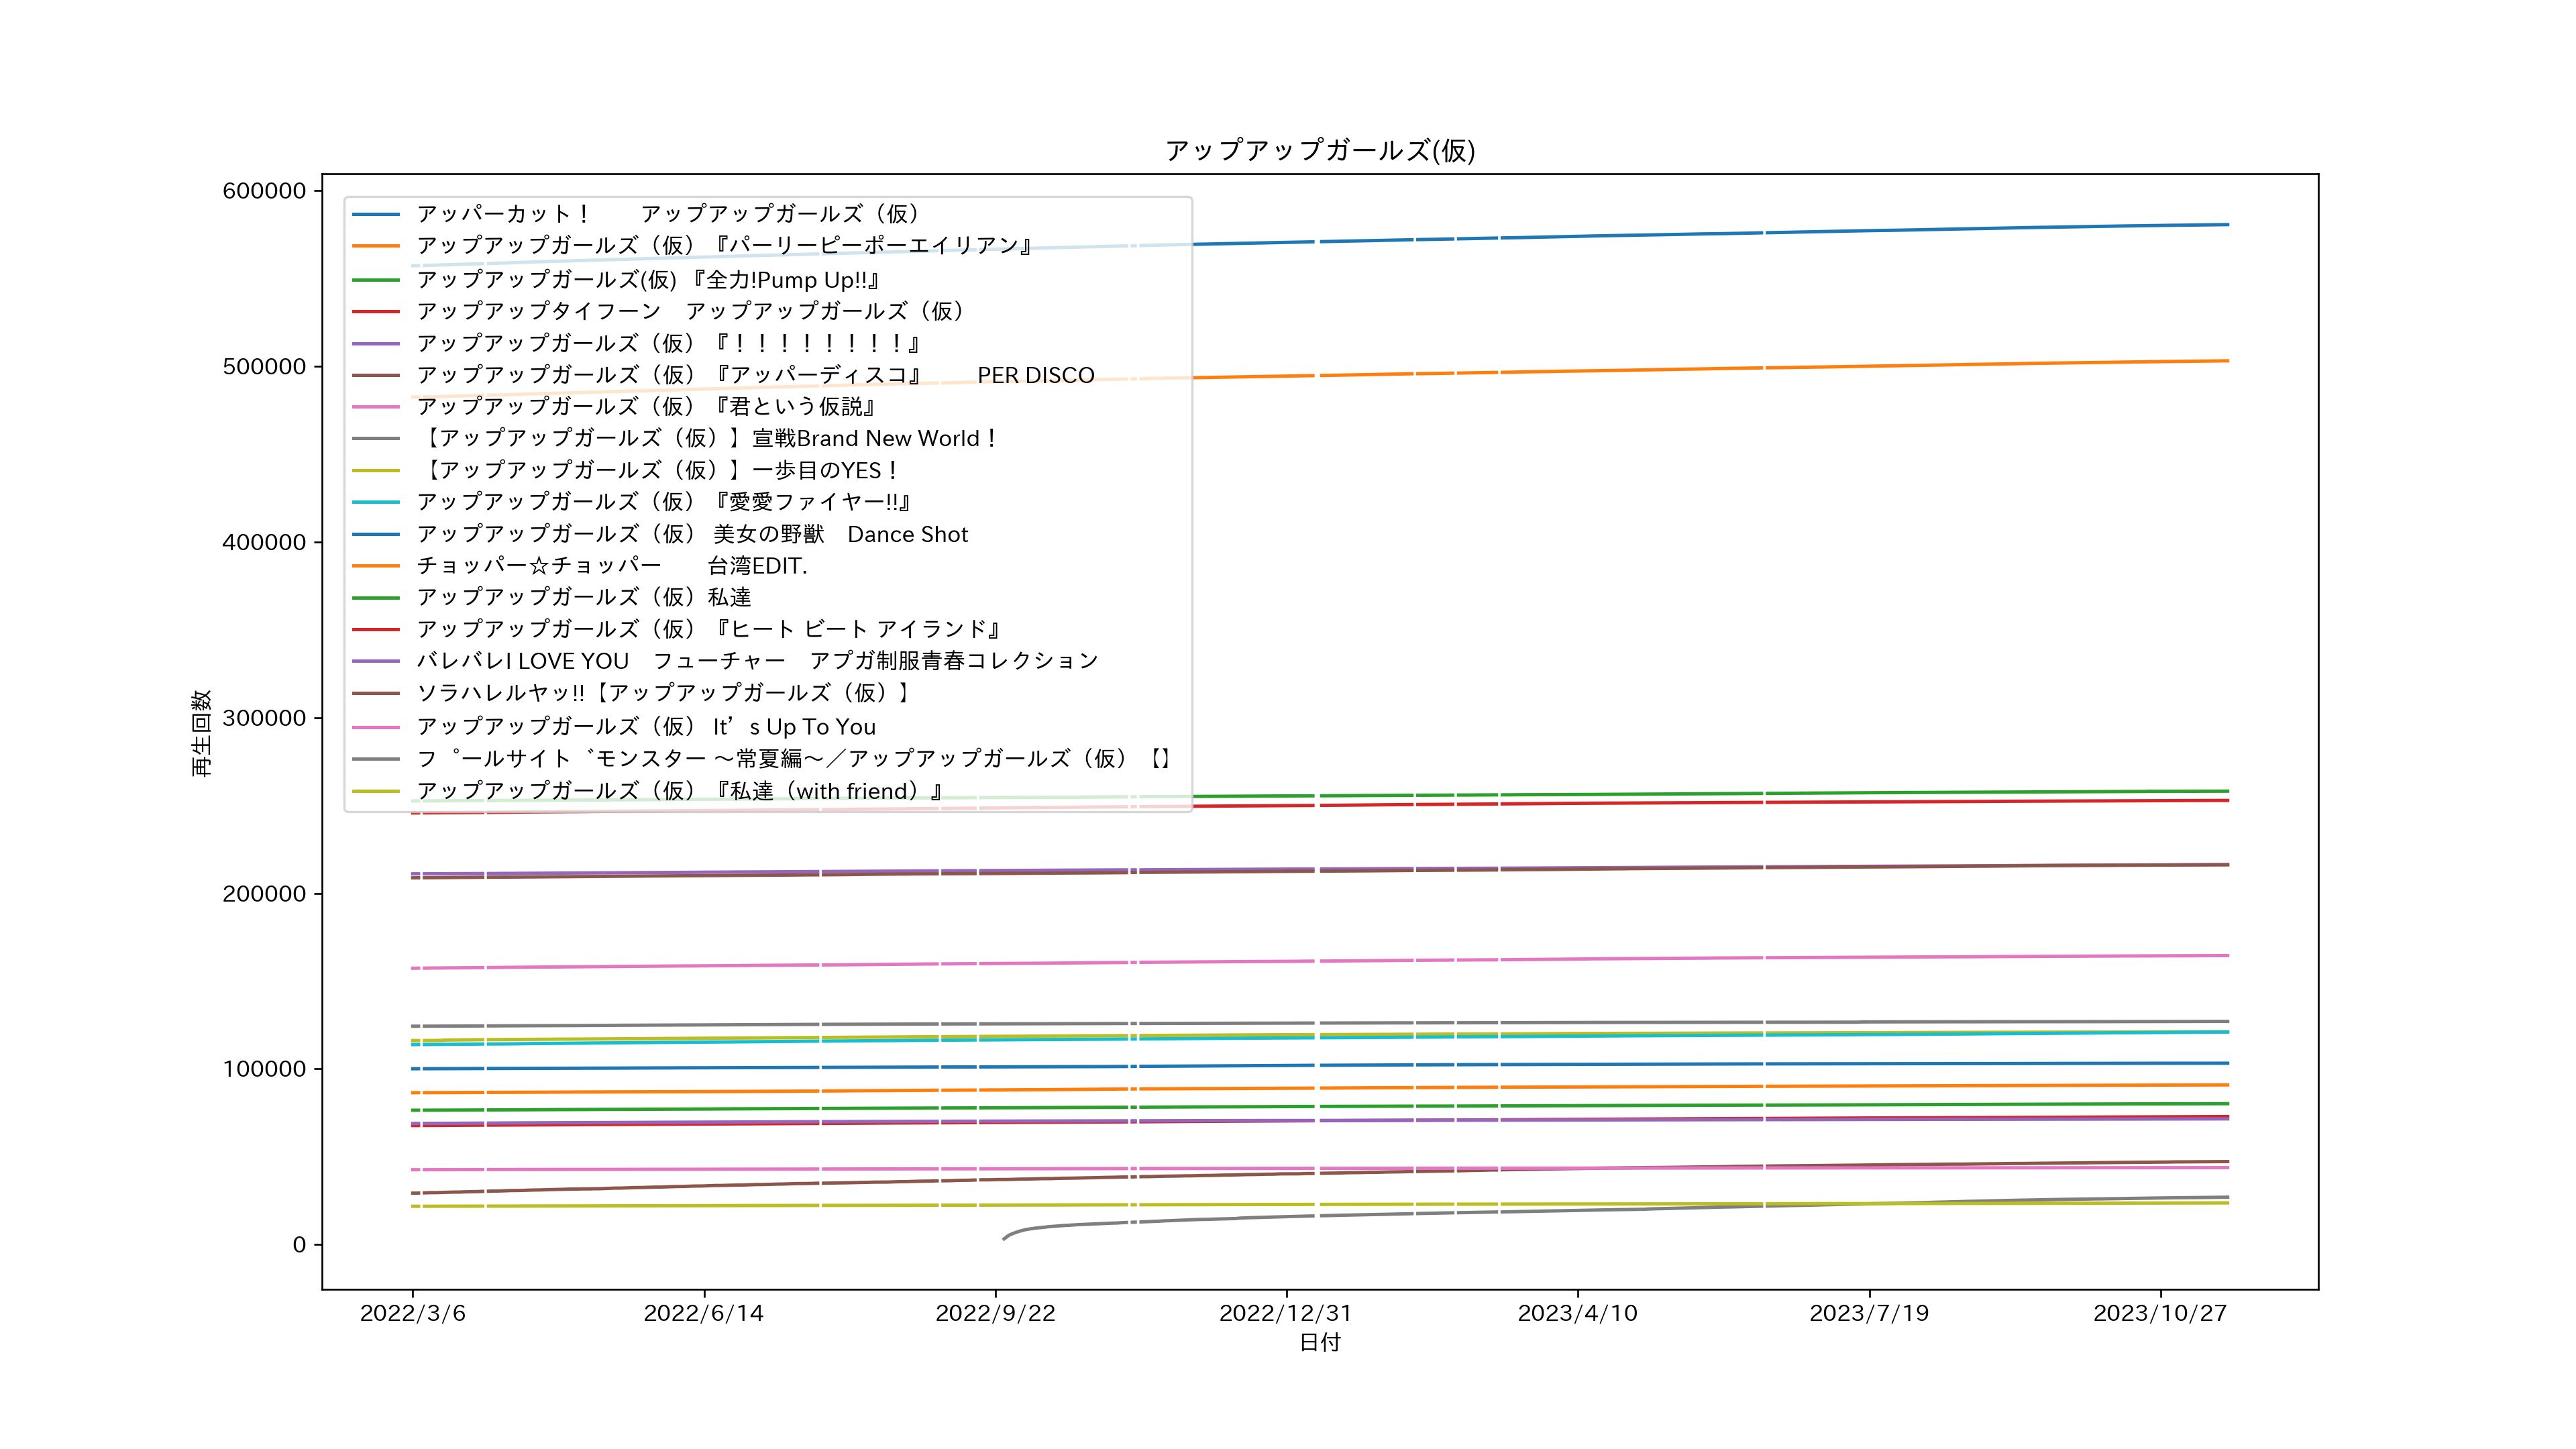 アップアップガールズ(仮)
600000
500000
400000
300000
200000
100000
0
再生回数
アッパーカット！　　アップアップガールズ（仮）
アップアップガールズ（仮）『パーリーピーポーエイリアン』
アップアップガールズ(仮) 『全力!Pump Up!!』
アップアップタイフーン　アップアップガールズ（仮）
アップアップガールズ（仮）『！！！！！！！！』
アップアップガールズ（仮）『アッパーディスコ』　　PER DISCO
アップアップガールズ（仮）『君という仮説』
【アップアップガールズ（仮）】宣戦Brand New World！
【アップアップガールズ（仮）】一歩目のYES！
アップアップガールズ（仮）『愛愛ファイヤー!!』
アップアップガールズ（仮） 美女の野獣　Dance Shot
チョッパー☆チョッパー　　台湾EDIT.
アップアップガールズ（仮）私達
アップアップガールズ（仮）『ヒート ビート アイランド』
バレバレI LOVE YOU　フューチャー　アプガ制服青春コレクション
ソラハレルヤッ!!【アップアップガールズ（仮）】
アップアップガールズ（仮） It’s Up To You
フ゜ールサイト゛モンスター ～常夏編～／アップアップガールズ（仮）【】
アップアップガールズ（仮）『私達（with friend）』
2022/3/6
2022/6/14
2022/9/22
2022/12/31
2023/4/10
2023/7/19
2023/10/27
日付